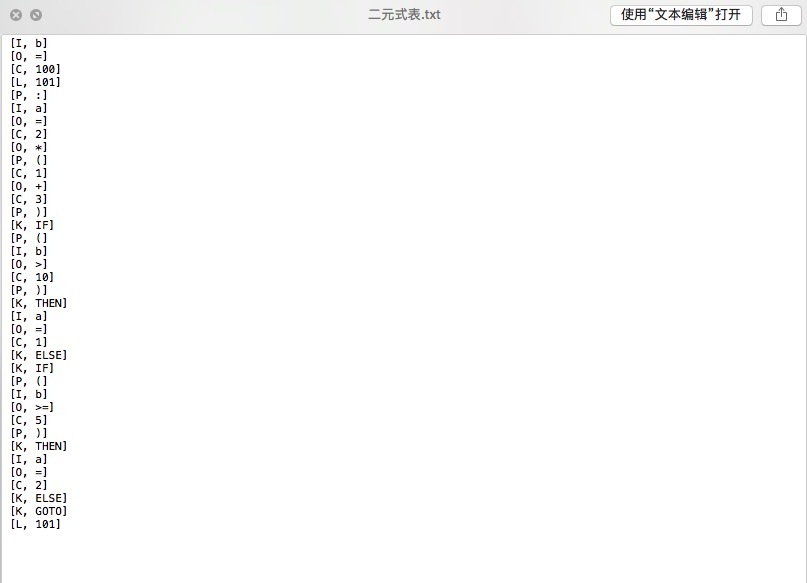 二元式表.txt
使用“文本编辑”打开
[I, b]
[O, =]
[C, 100]
[L, 101]
[P, :]
[I, a]
[O, =]
[C, 2]
[O, *]
[P, (]
[C, 1]
[O, +]
[C, 3]
[P, )]
[K, IF]
[P, (]
[I, b]
[O, >]
[C, 10]
[P, )]
[K, THEN]
[I, a]
[O, =]
[C, 1]
[K, ELSE]
[K, IF]
[P, (]
[I, b]
[O, >=]
[C, 5]
[P, )]
[K, THEN]
[I, a]
[O, =]
[C, 2]
[K, ELSE]
[K, GOTO]
[L, 101]